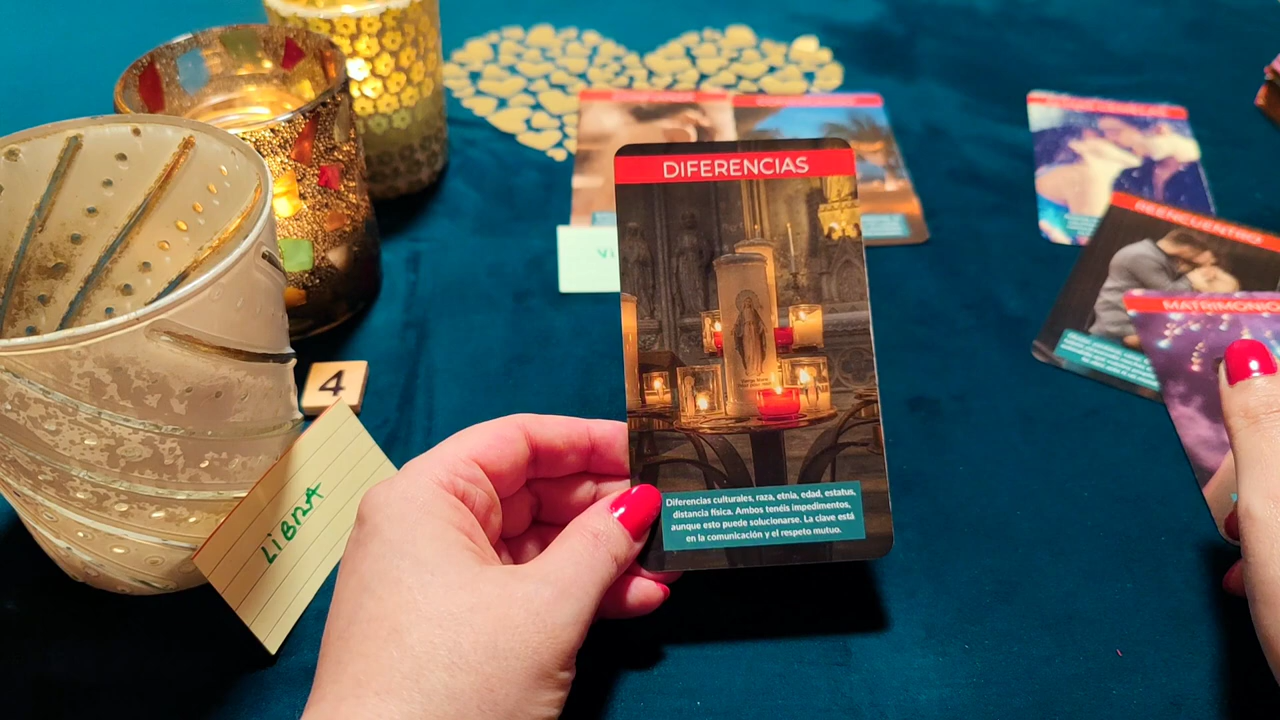 DIFERENCIAS
Diferencias culturales, raza, etnia, edad, estatus,
distancia física. Ambos tenéis impedimentos,
aunque esto puede solucionarse. La clave está
en la comunicación y el respeto mutuo.
REENCUENTRO
MATRIMONIO
4
LIBRA